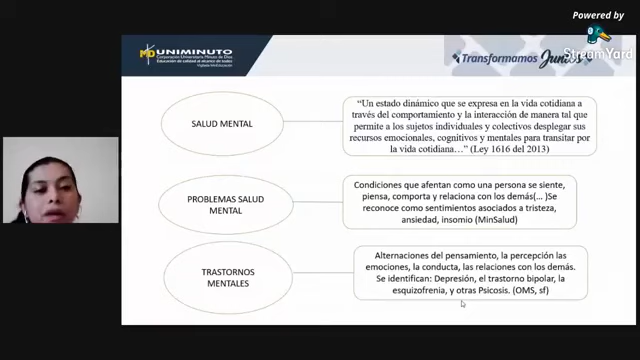 Powered by
StreamYard
UNIMINUTO
Corporación Universitaria Minuto de Dios
Educación de calidad al alcance de todos
Transformamos Juntos
SALUD MENTAL
“Un estado dinámico que se expresa en la vida cotidiana a
través del comportamiento y la interacción de manera tal que
permite a los sujetos individuales y colectivos desplegar sus
recursos emocionales, cognitivos y mentales para transitar por
la vida cotidiana…” (Ley 1616 del 2013)
PROBLEMAS SALUD
MENTAL
Condiciones que afentan como una persona se siente,
piensa, comporta y relaciona con los demás(… )Se
reconoce como sentimientos asociados a tristeza,
ansiedad, insomio (MinSalud)
TRASTORNOS
MENTALES
Alternaciones del pensamiento, la percepción las
emociones, la conducta, las relaciones con los demás.
Se identifican: Depresión, el trastorno bipolar, la
esquizofrenia, y otras Psicosis. (OMS, sf)